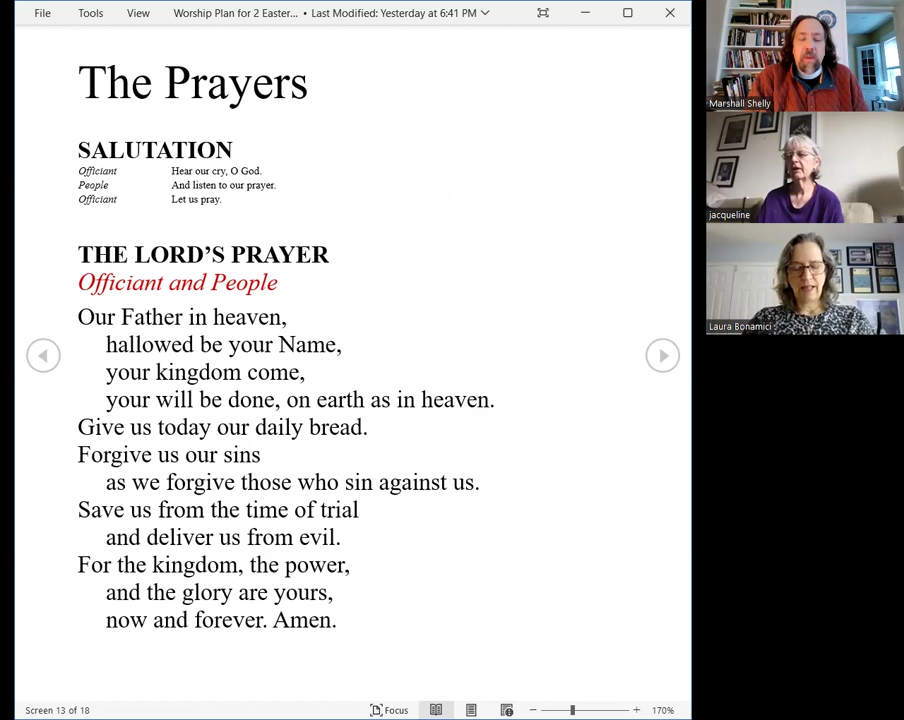 File Tools View Worship Plan for 2 Easter... • Last Modified: Yesterday at 6:41 PM
The Prayers
SALUTATION
Officiant Hear our cry, O God.
People And listen to our prayer.
Officiant Let us pray.
THE LORD'S PRAYER
Officiant and People
Our Father in heaven,
hallowed be your Name,
your kingdom come,
your will be done, on earth as in heaven.
Give us today our daily bread.
Forgive us our sins
as we forgive those who sin against us.
Save us from the time of trial
and deliver us from evil.
For the kingdom, the power,
and the glory are yours,
now and forever. Amen.
Screen 13 of 18 Focus 170%
Marshall Shelly
jacqueline
Laura Bonamici